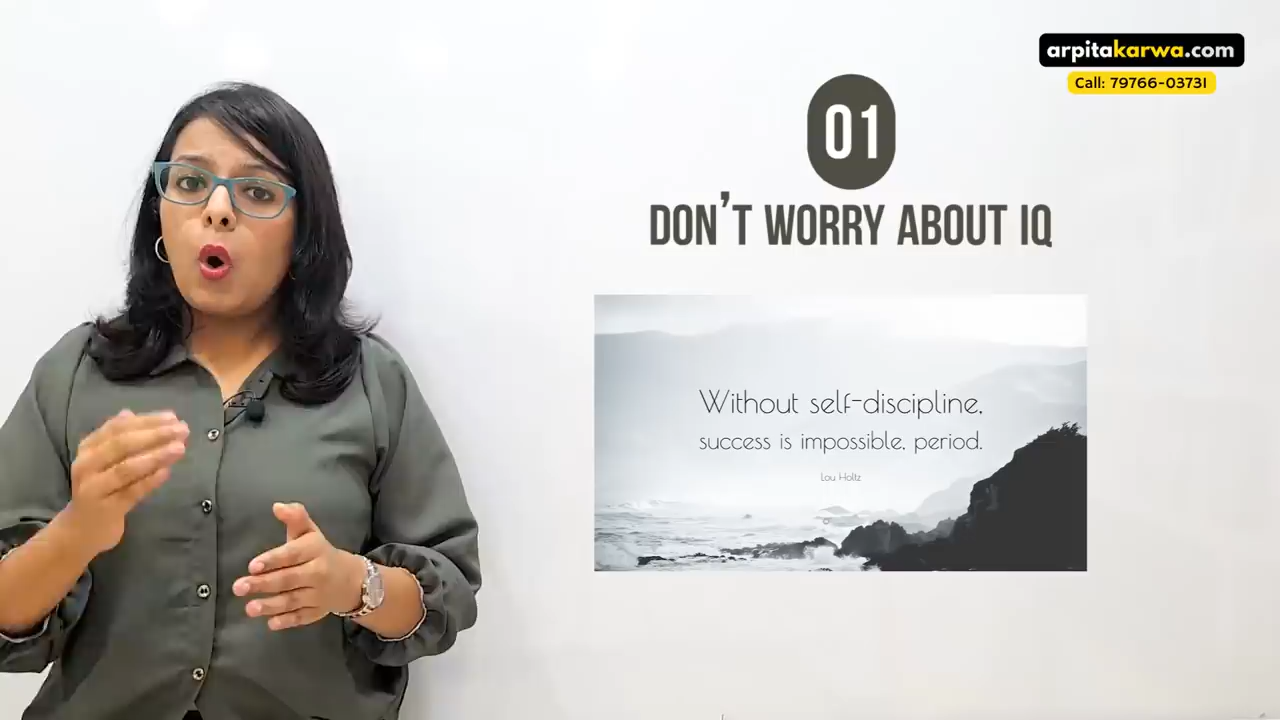 arpitakarwa.com
Call: 79766-03731
01
DON'T WORRY ABOUT IQ
Without self-discipline,
success is impossible, period.
Lou Holtz